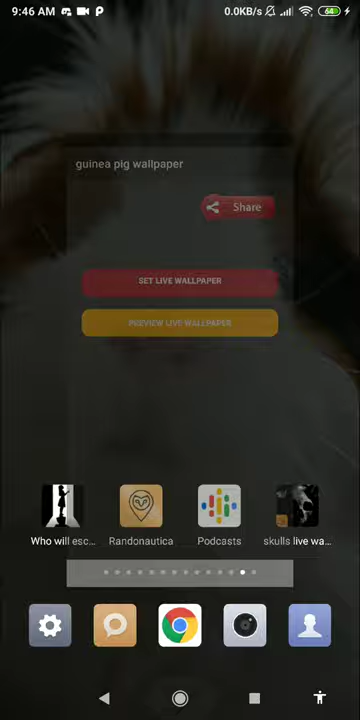 9:46 AM 0.0KB/s 64
guinea pig wallpaper
Share
SET LIVE WALLPAPER
PREVIEW LIVE WALLPAPER
Who will esc... Randonautica Podcasts skulls live wa...